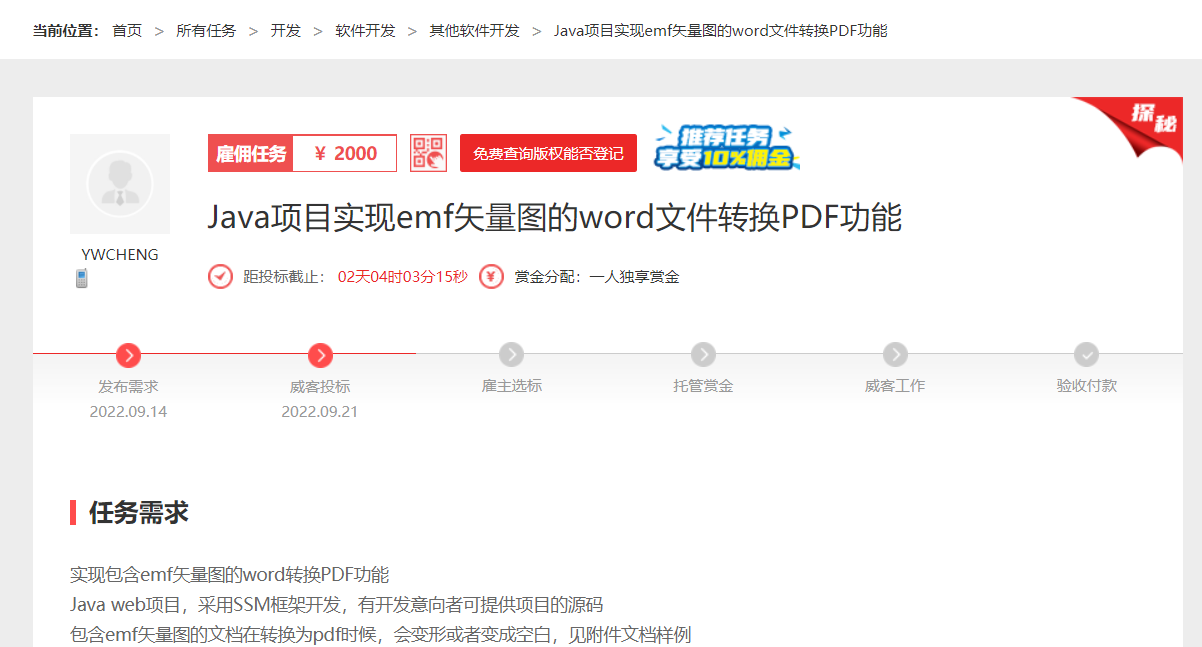 当前位置： 首页 > 所有任务 > 开发 > 软件开发 > 其他软件开发 > Java项目实现emf矢量图的word文件转换PDF功能
探秘
雇佣任务 ￥ 2000 免费查询版权能否登记 推荐任务
享受10%佣金
Java项目实现emf矢量图的word文件转换PDF功能
YWCHENG
距投标截止： 02天04时03分15秒 ¥ 赏金分配：一人独享赏金
发布需求 威客投标 雇主选标 托管赏金 威客工作 验收付款
2022.09.14 2022.09.21
任务需求
实现包含emf矢量图的word转换PDF功能
Java web项目，采用SSM框架开发，有开发意向者可提供项目的源码
包含emf矢量图的文档在转换为pdf时候，会变形或者变成空白，见附件文档样例